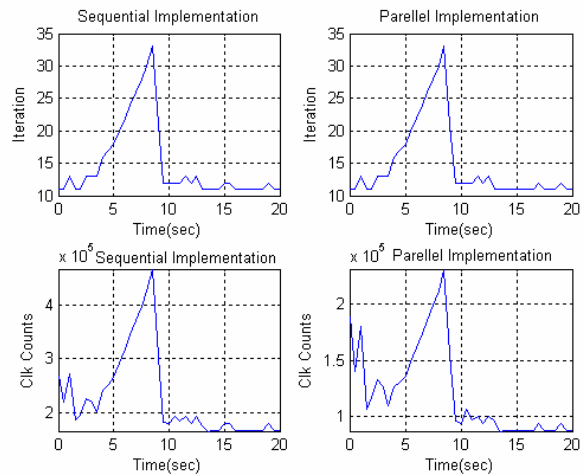 Sequential Implementation
35
30
25
20
15
10
0 5 10 15 20
Iteration
Time(sec)
Parellel Implementation
35
30
25
20
15
10
0 5 10 15 20
Iteration
Time(sec)
x 10^5 Sequential Implementation
4
3
2
0 5 10 15 20
Clk Counts
Time(sec)
x 10^5 Parellel Implementation
2
1.5
1
0 5 10 15 20
Clk Counts
Time(sec)